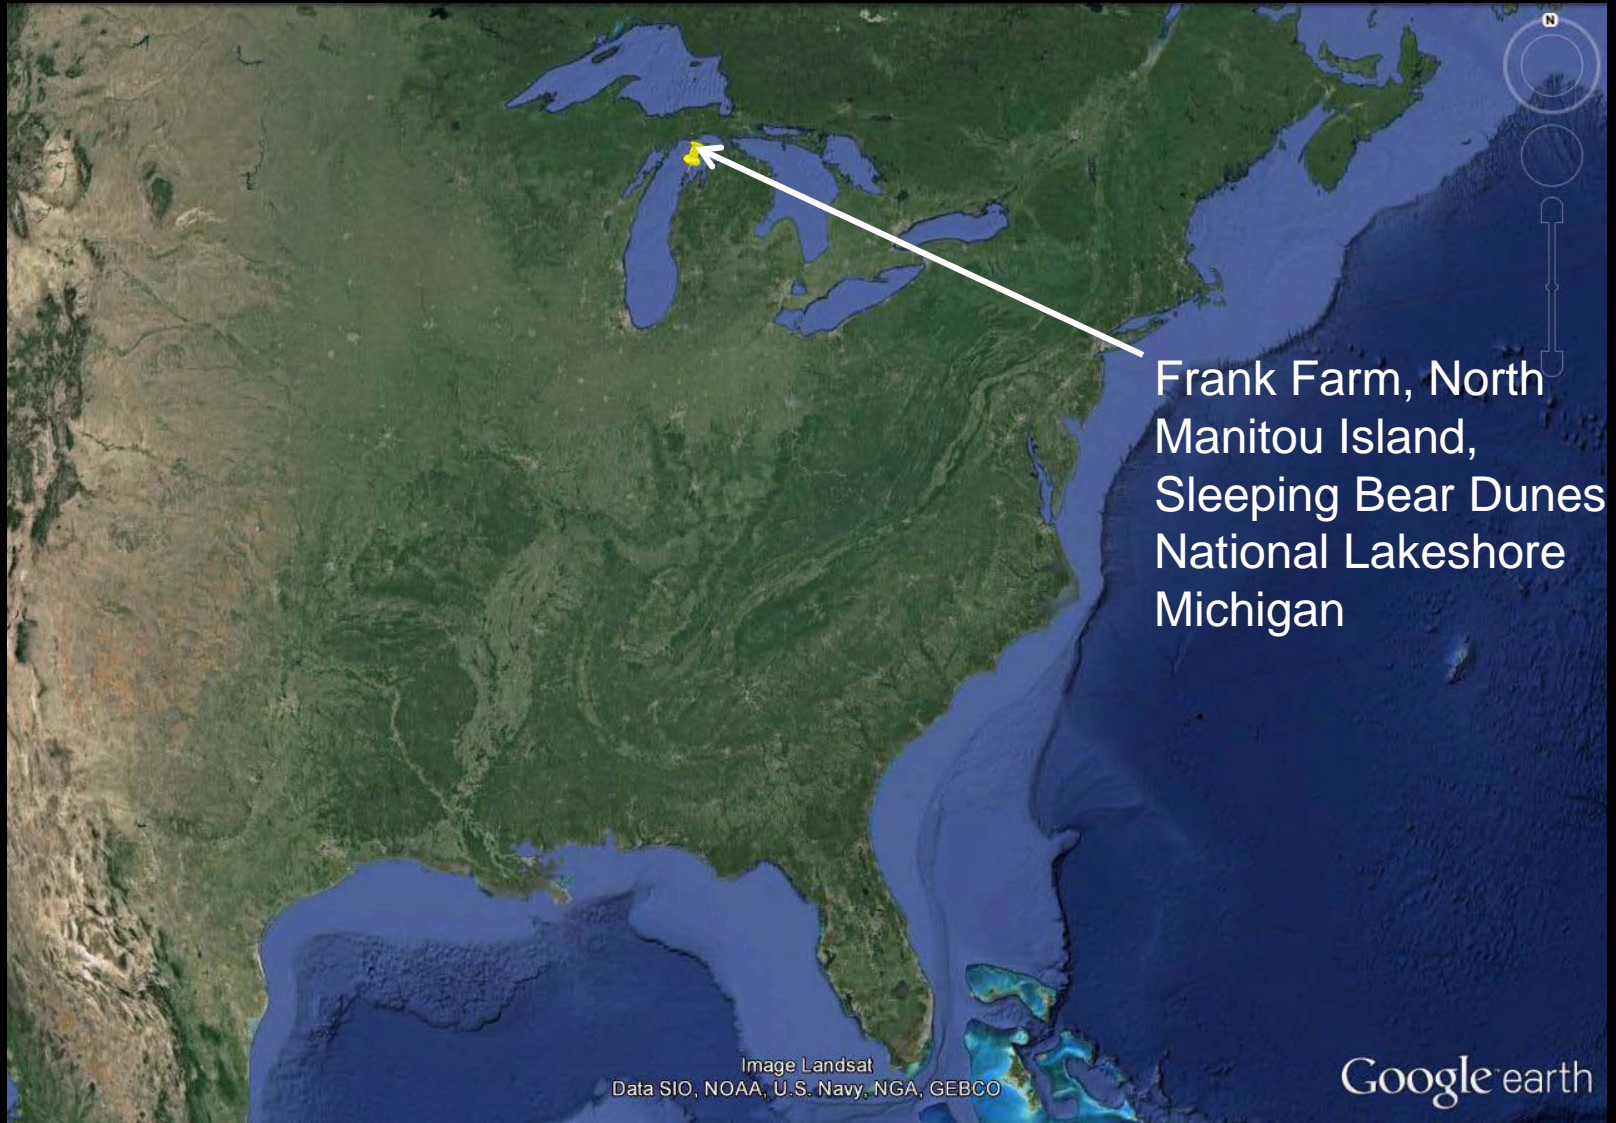 N
Frank Farm, North
Manitou Island,
Sleeping Bear Dunes
National Lakeshore
Michigan
Image Landsat
Data SIO, NOAA, U.S. Navy, NGA, GEBCO
Google earth